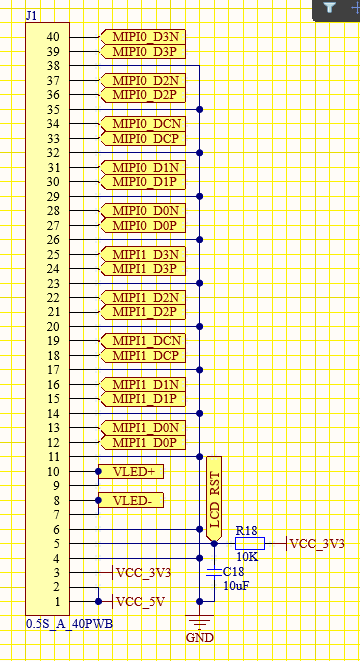 J1
40 MIPI0_D3N
39 MIPI0_D3P
38
37 MIPI0_D2N
36 MIPI0_D2P
35
34 MIPI0_DCN
33 MIPI0_DCP
32
31 MIPI0_D1N
30 MIPI0_D1P
29
28 MIPI0_D0N
27 MIPI0_D0P
26
25 MIPI1_D3N
24 MIPI1_D3P
23
22 MIPI1_D2N
21 MIPI1_D2P
20
19 MIPI1_DCN
18 MIPI1_DCP
17
16 MIPI1_D1N
15 MIPI1_D1P
14
13 MIPI1_D0N
12 MIPI1_D0P
11
10 VLED+
9
8 VLED-
7
LCD_RST
6
R18
5 VCC_3V3
10K
4
3 VCC_3V3
C18
2
10uF
1 VCC_5V
0.5S_A_40PWB
GND